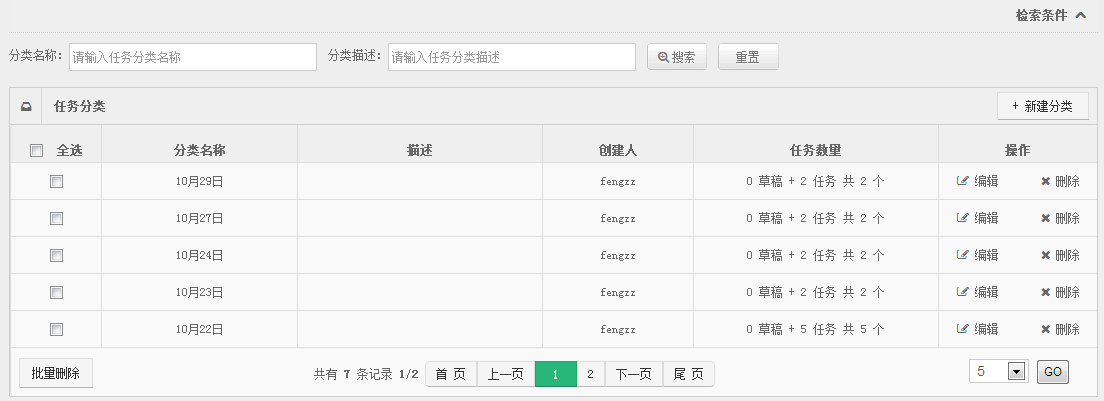 检索条件
分类名称: 请输入任务分类名称 分类描述: 请输入任务分类描述 搜索 重置
任务分类 + 新建分类
全选 分类名称 描述 创建人 任务数量 操作
10月29日 fengzz 0 草稿 + 2 任务 共 2 个 编辑 删除
10月27日 fengzz 0 草稿 + 2 任务 共 2 个 编辑 删除
10月24日 fengzz 0 草稿 + 2 任务 共 2 个 编辑 删除
10月23日 fengzz 0 草稿 + 2 任务 共 2 个 编辑 删除
10月22日 fengzz 0 草稿 + 5 任务 共 5 个 编辑 删除
批量删除 共有 7 条记录 1/2 首 页 上一页 1 2 下一页 尾 页 5 GO